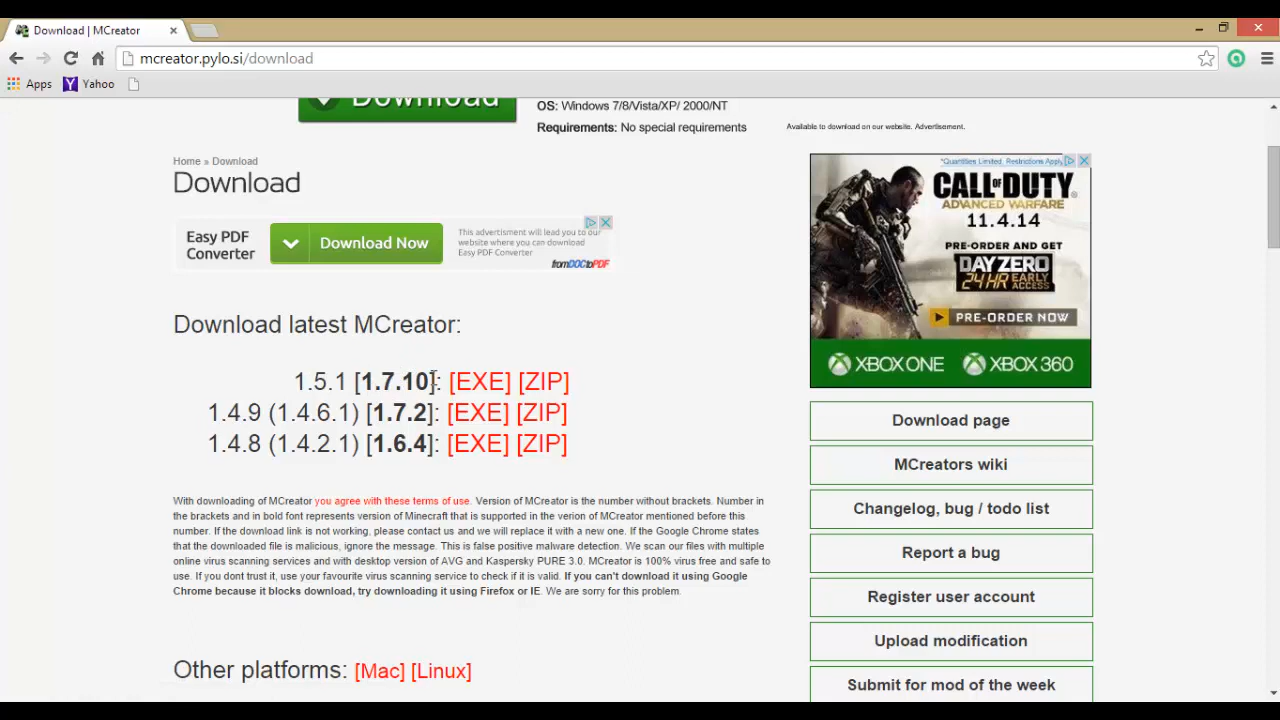 Download | MCreator
mcreator.pylo.si/download
Apps Yahoo
Download
OS: Windows 7/8/Vista/XP/ 2000/NT
Requirements: No special requirements
Available to download on our website. Advertisement.
Home » Download
Download
Easy PDF
Converter
Download Now
This advertisment will lead you to our
website where you can download
Easy PDF Converter
fromDOCtoPDF
*Quantities Limited. Restrictions Apply.
CALL OF DUTY
ADVANCED WARFARE
11.4.14
PRE-ORDER AND GET
DAY ZERO
24 HR EARLY ACCESS
PRE-ORDER NOW
XBOX ONE XBOX 360
Download latest MCreator:
1.5.1 [1.7.10]: [EXE] [ZIP]
1.4.9 (1.4.6.1) [1.7.2]: [EXE] [ZIP]
1.4.8 (1.4.2.1) [1.6.4]: [EXE] [ZIP]
With downloading of MCreator you agree with these terms of use. Version of MCreator is the number without brackets. Number in
the brackets and in bold font represents version of Minecraft that is supported in the verion of MCreator mentioned before this
number. If the download link is not working, please contact us and we will replace it with a new one. If the Google Chrome states
that the downloaded file is malicious, ignore the message. This is false positive malware detection. We scan our files with multiple
online virus scanning services and with desktop version of AVG and Kaspersky PURE 3.0. MCreator is 100% virus free and safe to
use. If you dont trust it, use your favourite virus scanning service to check if it is valid. If you can't download it using Google
Chrome because it blocks download, try downloading it using Firefox or IE. We are sorry for this problem.
Other platforms: [Mac] [Linux]
Download page
MCreators wiki
Changelog, bug / todo list
Report a bug
Register user account
Upload modification
Submit for mod of the week